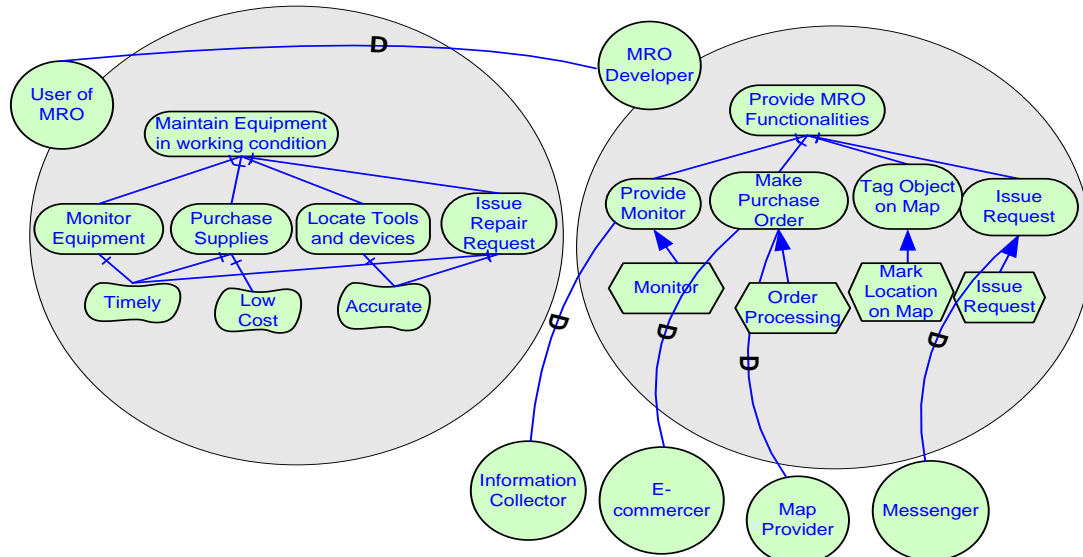 D
MRO
Developer
User of
MRO
Provide MRO
Functionalities
Maintain Equipment
in working condition
Monitor
Equipment
Purchase
Supplies
Locate Tools
and devices
Issue
Repair
Request
Provide
Monitor
Make
Purchase
Order
Tag Object
on Map
Issue
Request
Timely
Low
Cost
Accurate
Monitor
Order
Processing
Mark
Location
on Map
Issue
Request
D
D
D
D
Information
Collector
E-
commercer
Map
Provider
Messenger